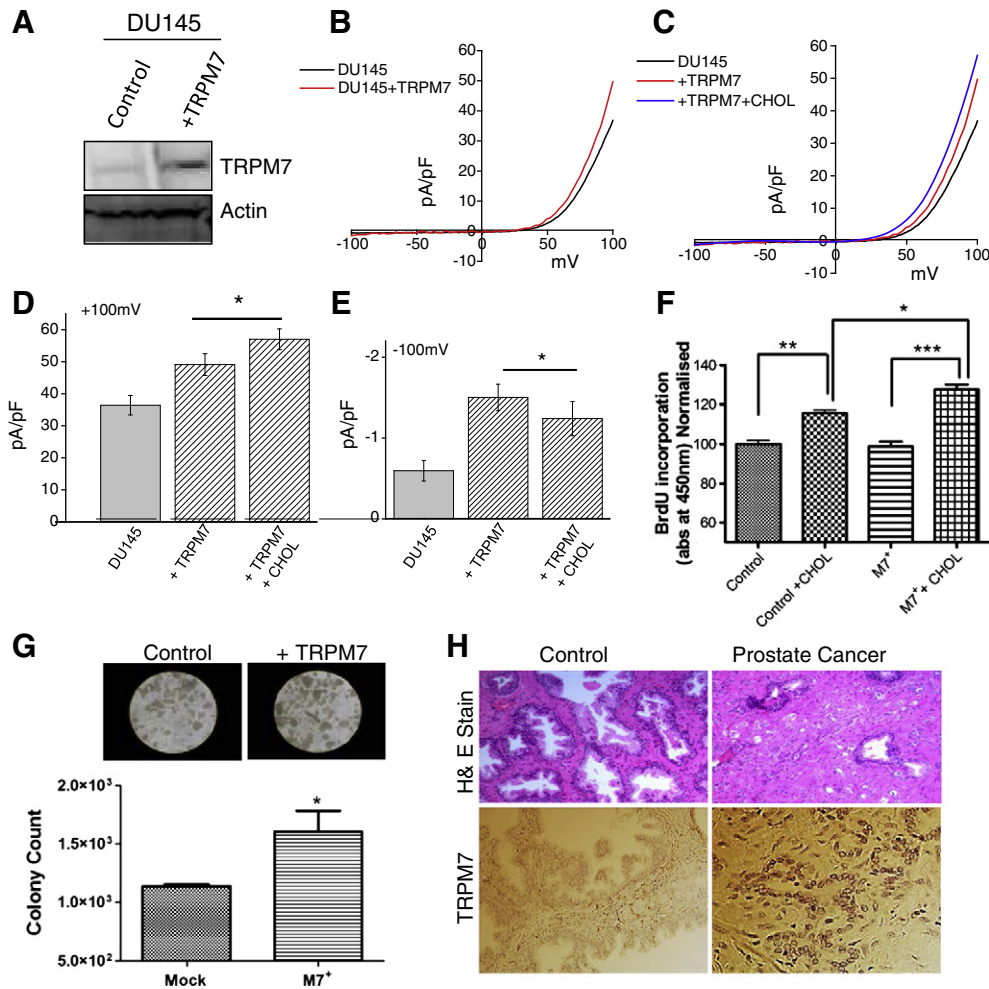 A
DU145
Control
+TRPM7
TRPM7
Actin
B
DU145
DU145+TRPM7
60
50
40
30
20
10
0
-10
-100
-50
0
50
100
pA/pF
mV
C
DU145
+TRPM7
+TRPM7+CHOL
60
50
40
30
20
10
0
-10
-100
-50
0
50
100
pA/pF
mV
D
+100mV
*
60
50
40
30
20
10
0
pA/pF
DU145
+ TRPM7
+ TRPM7
+ CHOL
E
-100mV
*
-2
-1
0
pA/pF
DU145
+ TRPM7
+ TRPM7
+ CHOL
F
*
**
***
140
120
100
80
60
BrdU incorporation
(abs at 450nm) Normalised
Control
Control +CHOL
M7+
M7++ CHOL
G
Control
+ TRPM7
2.0×10³
1.5×10³
1.0×10³
5.0×10²
Colony Count
*
Mock
M7+
H
Control
Prostate Cancer
H& E Stain
TRPM7